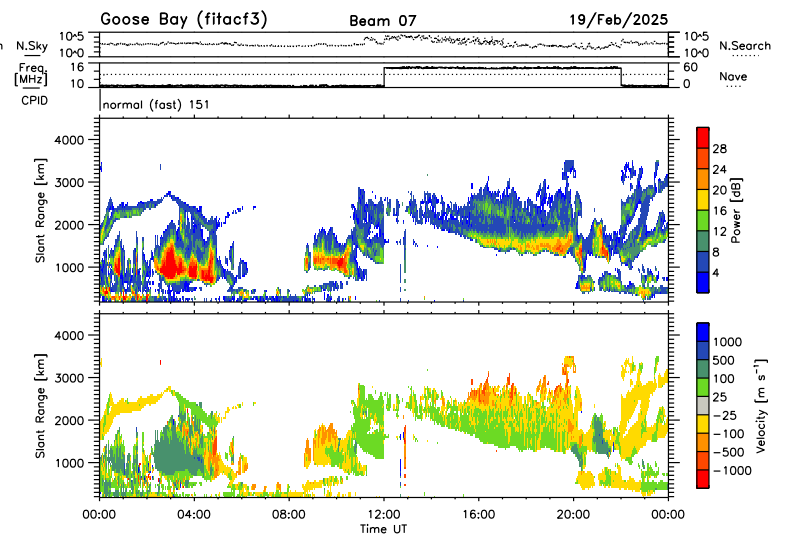 Goose Bay (fitacf3) Beam 07 19/Feb/2025
n N.Sky 10^5 10^0 10^5 10^0 N.Search
Freq. [MHz] 16 10 60 0 Nave
CPID normal (fast) 151
Slant Range [km] 4000 3000 2000 1000
28 24 20 16 12 8 4 Power [dB]
Slant Range [km] 4000 3000 2000 1000
1000 500 100 25 −25 −100 −500 −1000 Velocity [m s⁻¹]
00:00 04:00 08:00 12:00 16:00 20:00 00:00
Time UT